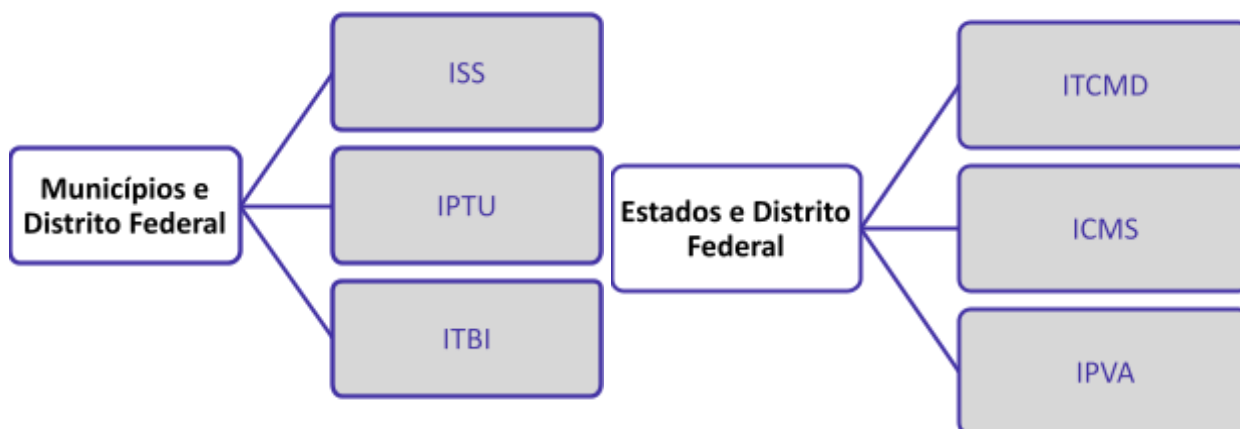 Municípios e
Distrito Federal
ISS
IPTU
ITBI
Estados e Distrito
Federal
ITCMD
ICMS
IPVA